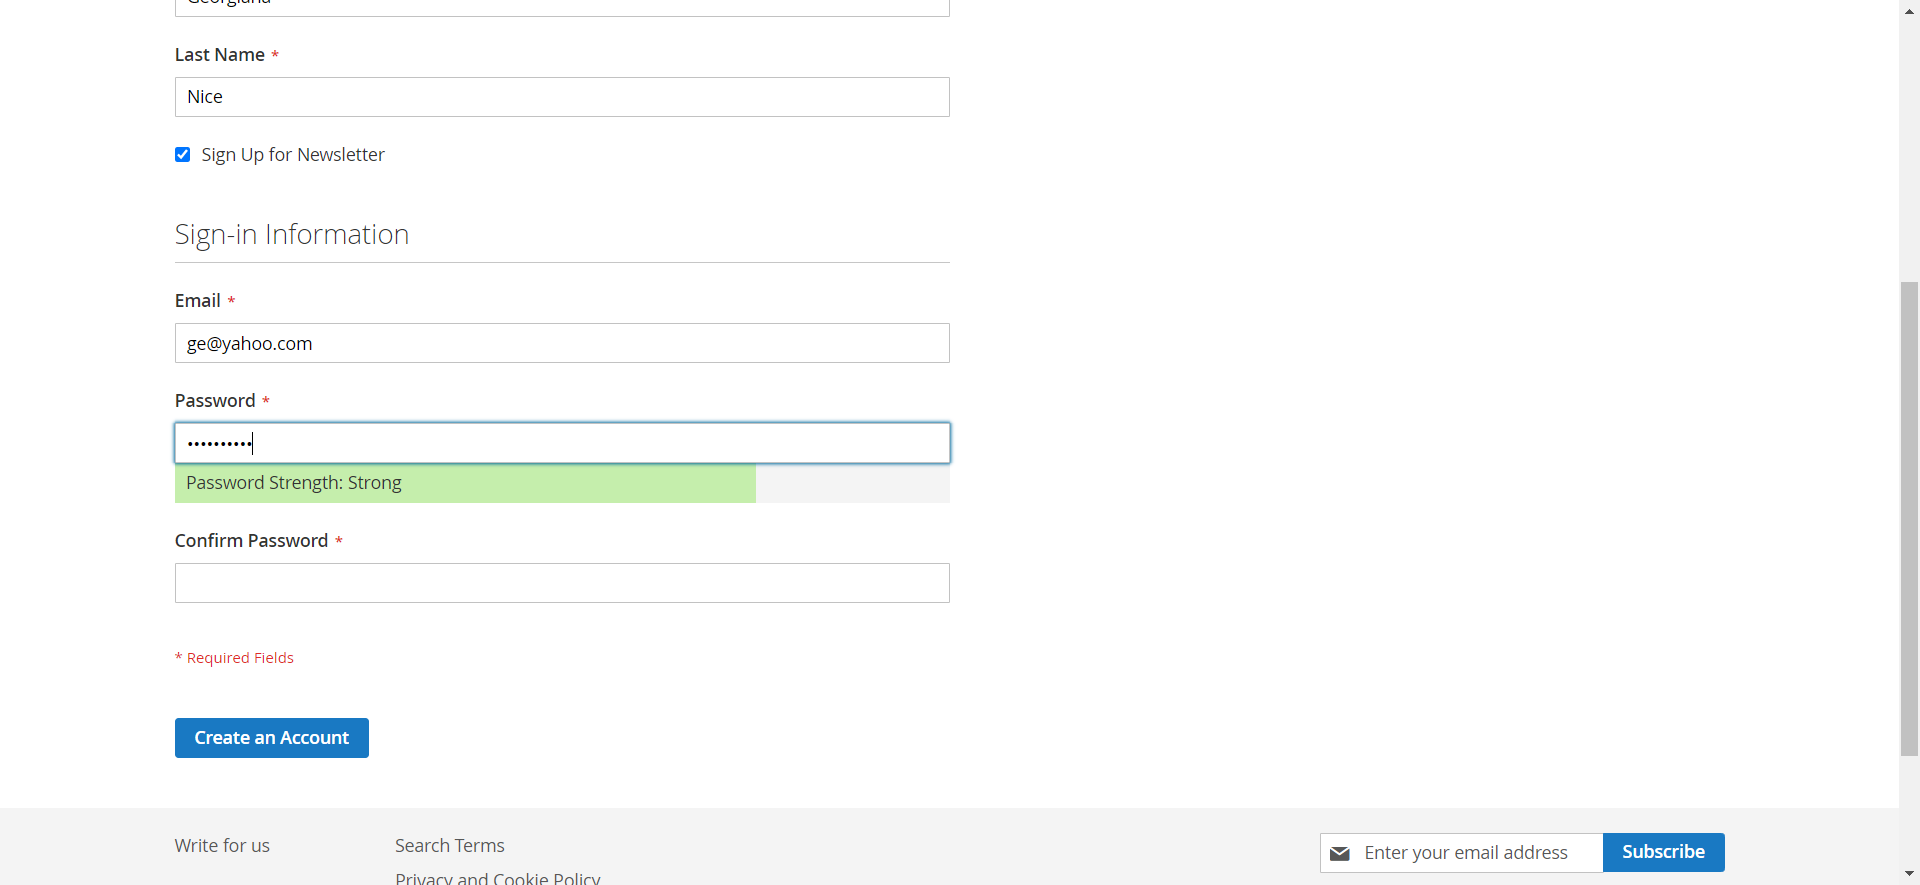 Georgiana
Last Name *
Nice
Sign Up for Newsletter
Sign-in Information
Email *
ge@yahoo.com
Password *
••••••••••
Password Strength: Strong
Confirm Password *
* Required Fields
Create an Account
Write for us
Search Terms
Enter your email address
Subscribe
Privacy and Cookie Policy